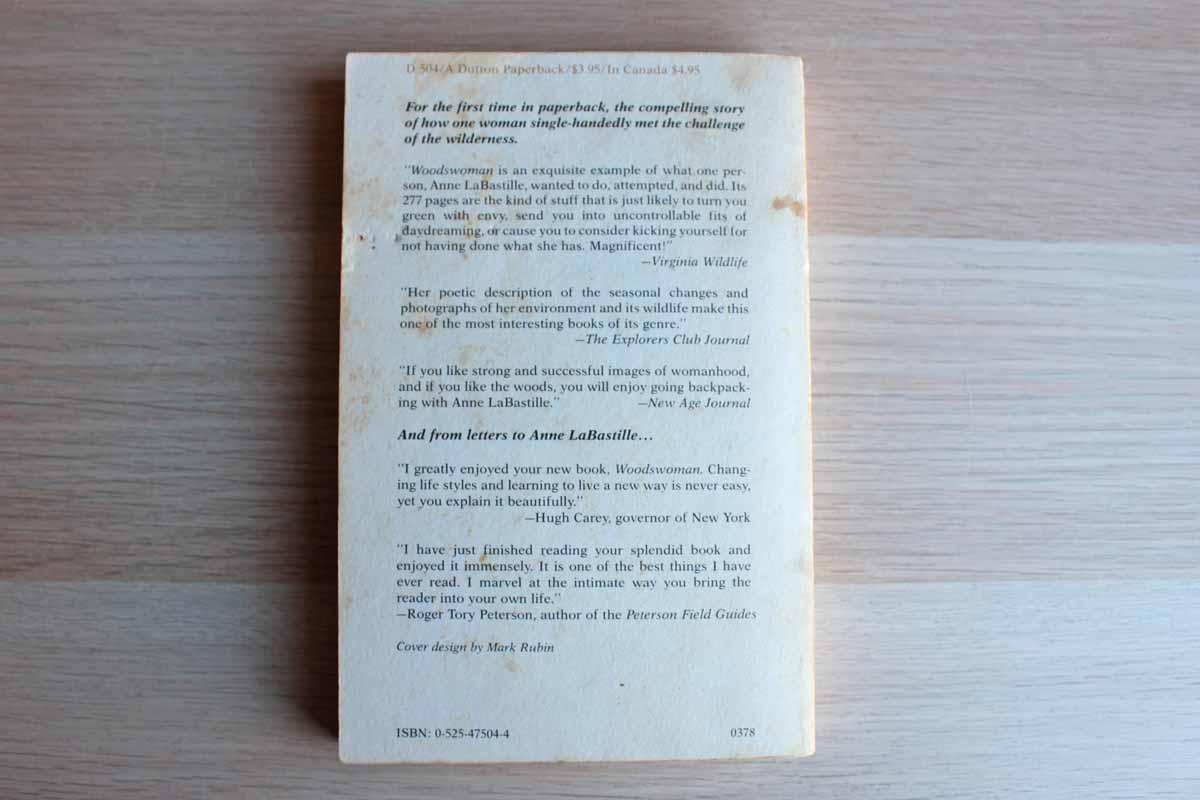 D 504/A Dutton Paperback/$3.95/In Canada $4.95
For the first time in paperback, the compelling story
of how one woman single-handedly met the challenge
of the wilderness.
"Woodswoman is an exquisite example of what one per-
son, Anne LaBastille, wanted to do, attempted, and did. Its
277 pages are the kind of stuff that is just likely to turn you
green with envy, send you into uncontrollable fits of
daydreaming, or cause you to consider kicking yourself for
not having done what she has. Magnificent!"
—Virginia Wildlife
"Her poetic description of the seasonal changes and
photographs of her environment and its wildlife make this
one of the most interesting books of its genre."
—The Explorers Club Journal
"If you like strong and successful images of womanhood,
and if you like the woods, you will enjoy going backpack-
ing with Anne LaBastille." —New Age Journal
And from letters to Anne LaBastille...
"I greatly enjoyed your new book, Woodswoman. Chang-
ing life styles and learning to live a new way is never easy,
yet you explain it beautifully."
—Hugh Carey, governor of New York
"I have just finished reading your splendid book and
enjoyed it immensely. It is one of the best things I have
ever read. I marvel at the intimate way you bring the
reader into your own life."
—Roger Tory Peterson, author of the Peterson Field Guides
Cover design by Mark Rubin
ISBN: 0-525-47504-4 0378